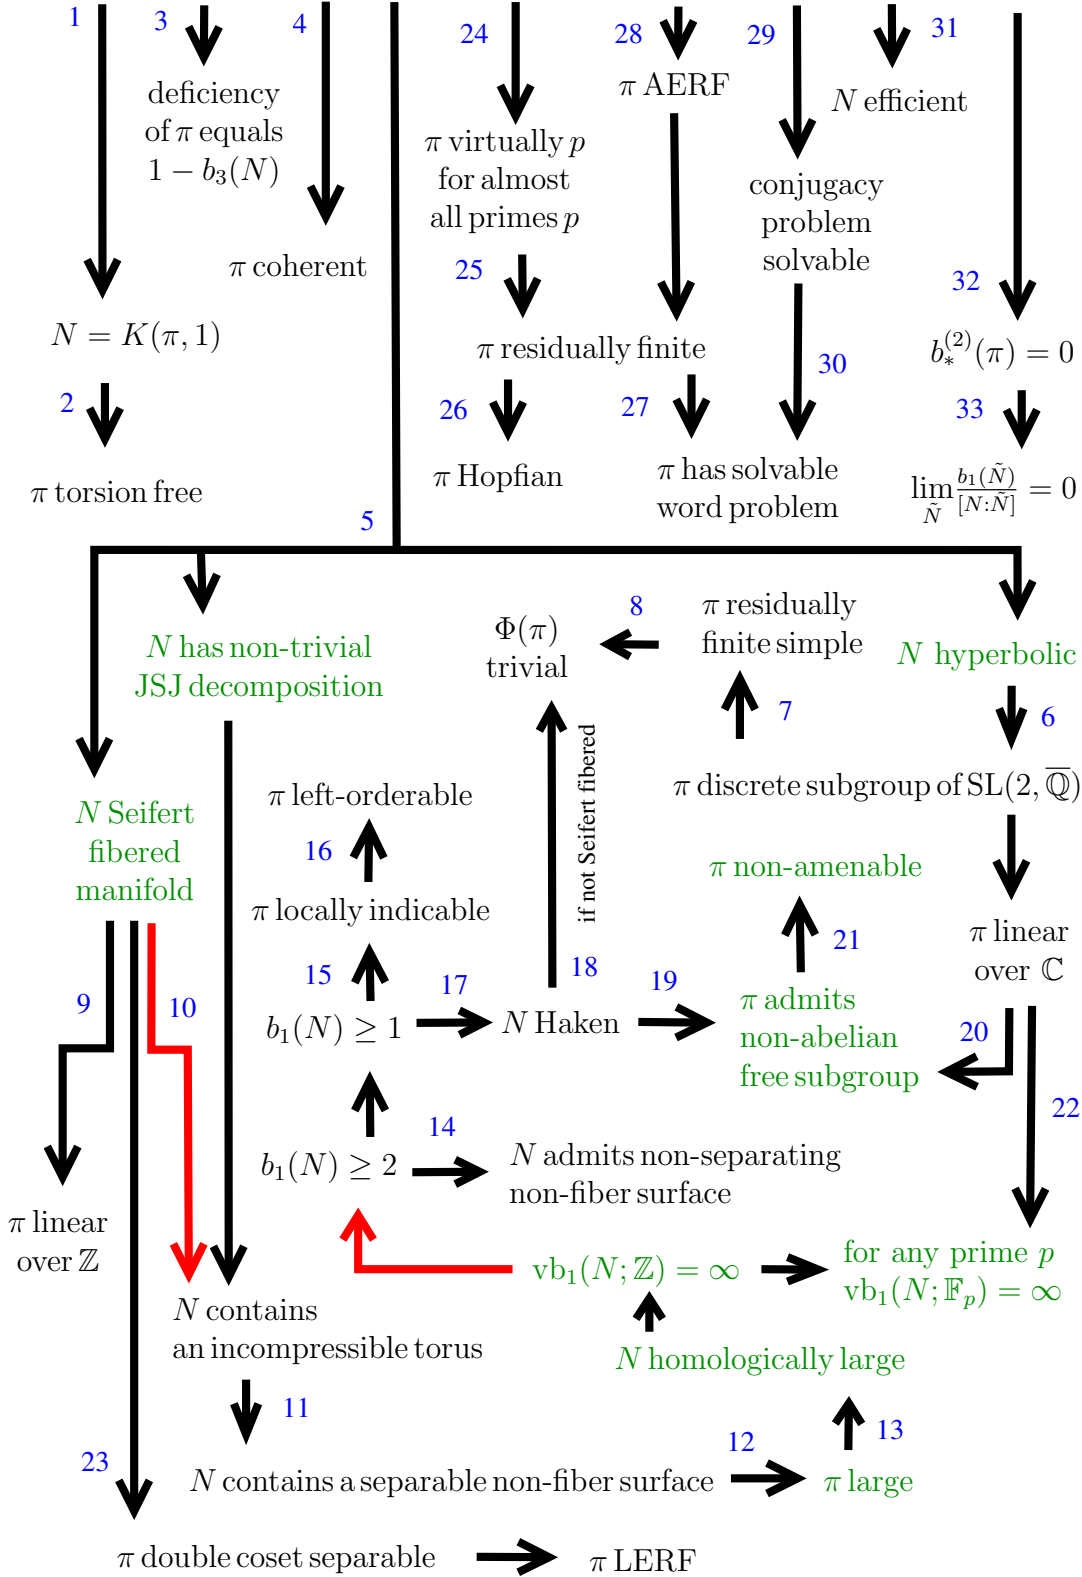 1
3
4
24
28
29
31
deficiency
of π equals
1 − b₃(N)
π AERF
N efficient
π virtually p
for almost
all primes p
conjugacy
problem
solvable
π coherent
25
32
N = K(π, 1)
π residually finite
b_*^{(2)}(π) = 0
2
26
27
30
33
π torsion free
π Hopfian
π has solvable
word problem
lim_{Ñ} b₁(Ñ)/[N:Ñ] = 0
5
N has non-trivial
JSJ decomposition
Φ(π)
trivial
8
π residually
finite simple
N hyperbolic
7
6
if not Seifert fibered
N Seifert
fibered
manifold
π left-orderable
π discrete subgroup of SL(2, ℚ̅)
16
π non-amenable
π locally indicable
21
π linear
over ℂ
9
10
15
17
18
19
b₁(N) ≥ 1
N Haken
π admits
non-abelian
free subgroup
20
22
14
b₁(N) ≥ 2
N admits non-separating
non-fiber surface
π linear
over ℤ
vb₁(N; ℤ) = ∞
for any prime p
vb₁(N; 𝔽ₚ) = ∞
N contains
an incompressible torus
N homologically large
11
12
13
23
N contains a separable non-fiber surface
π large
π double coset separable
π LERF